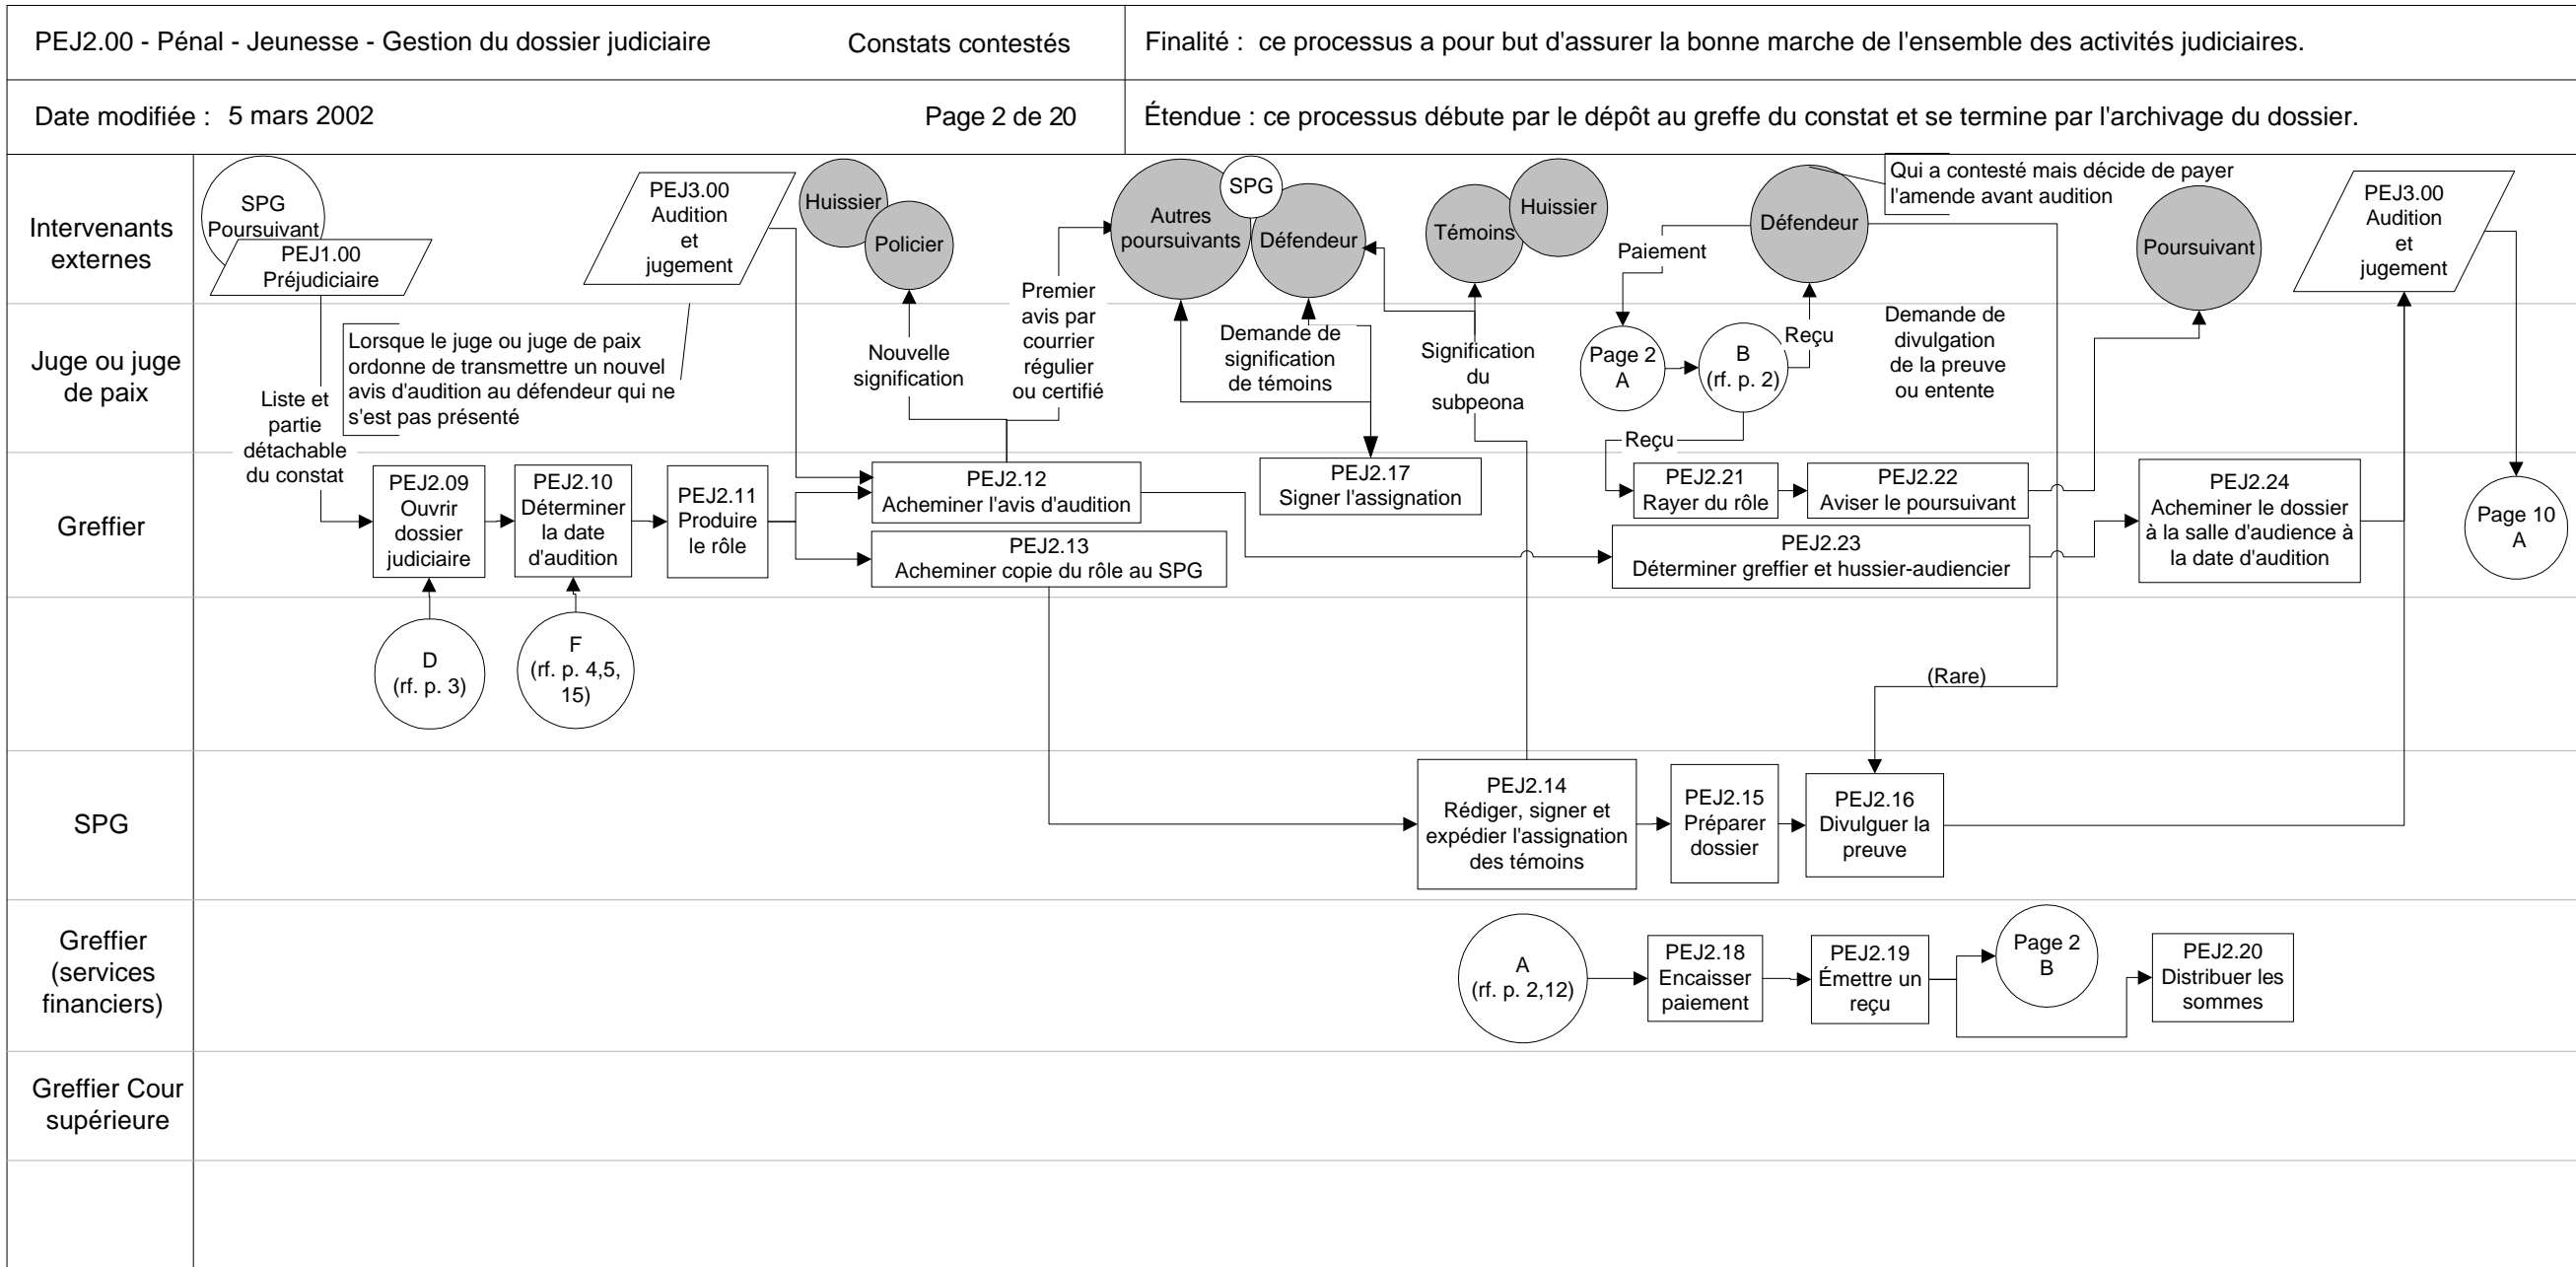 PEJ2.00 - Pénal - Jeunesse - Gestion du dossier judiciaire
Constats contestés
Finalité : ce processus a pour but d'assurer la bonne marche de l'ensemble des activités judiciaires.
Date modifiée : 5 mars 2002
Page 2 de 20
Étendue : ce processus débute par le dépôt au greffe du constat et se termine par l'archivage du dossier.
Intervenants
externes
SPG
Poursuivant
PEJ1.00
Préjudiciaire
PEJ3.00
Audition
et
jugement
Huissier
Policier
Autres
poursuivants
SPG
Défendeur
Témoins
Huissier
Défendeur
Qui a contesté mais décide de payer
l'amende avant audition
Paiement
Poursuivant
PEJ3.00
Audition
et
jugement
Juge ou juge
de paix
Liste et
partie
détachable
du constat
Lorsque le juge ou juge de paix
ordonne de transmettre un nouvel
avis d'audition au défendeur qui ne
s'est pas présenté
Nouvelle
signification
Premier
avis par
courrier
régulier
ou certifié
Demande de
signification
de témoins
Signification
du
subpeona
Page 2
A
B
(rf. p. 2)
Reçu
Reçu
Demande de
divulgation
de la preuve
ou entente
Greffier
PEJ2.09
Ouvrir
dossier
judiciaire
PEJ2.10
Déterminer
la date
d'audition
PEJ2.11
Produire
le rôle
PEJ2.12
Acheminer l'avis d'audition
PEJ2.13
Acheminer copie du rôle au SPG
PEJ2.17
Signer l'assignation
PEJ2.21
Rayer du rôle
PEJ2.22
Aviser le poursuivant
PEJ2.23
Déterminer greffier et hussier-audiencier
PEJ2.24
Acheminer le dossier
à la salle d'audience à
la date d'audition
Page 10
A
D
(rf. p. 3)
F
(rf. p. 4,5,
15)
(Rare)
SPG
PEJ2.14
Rédiger, signer et
expédier l'assignation
des témoins
PEJ2.15
Préparer
dossier
PEJ2.16
Divulguer la
preuve
Greffier
(services
financiers)
A
(rf. p. 2,12)
PEJ2.18
Encaisser
paiement
PEJ2.19
Émettre un
reçu
Page 2
B
PEJ2.20
Distribuer les
sommes
Greffier Cour
supérieure